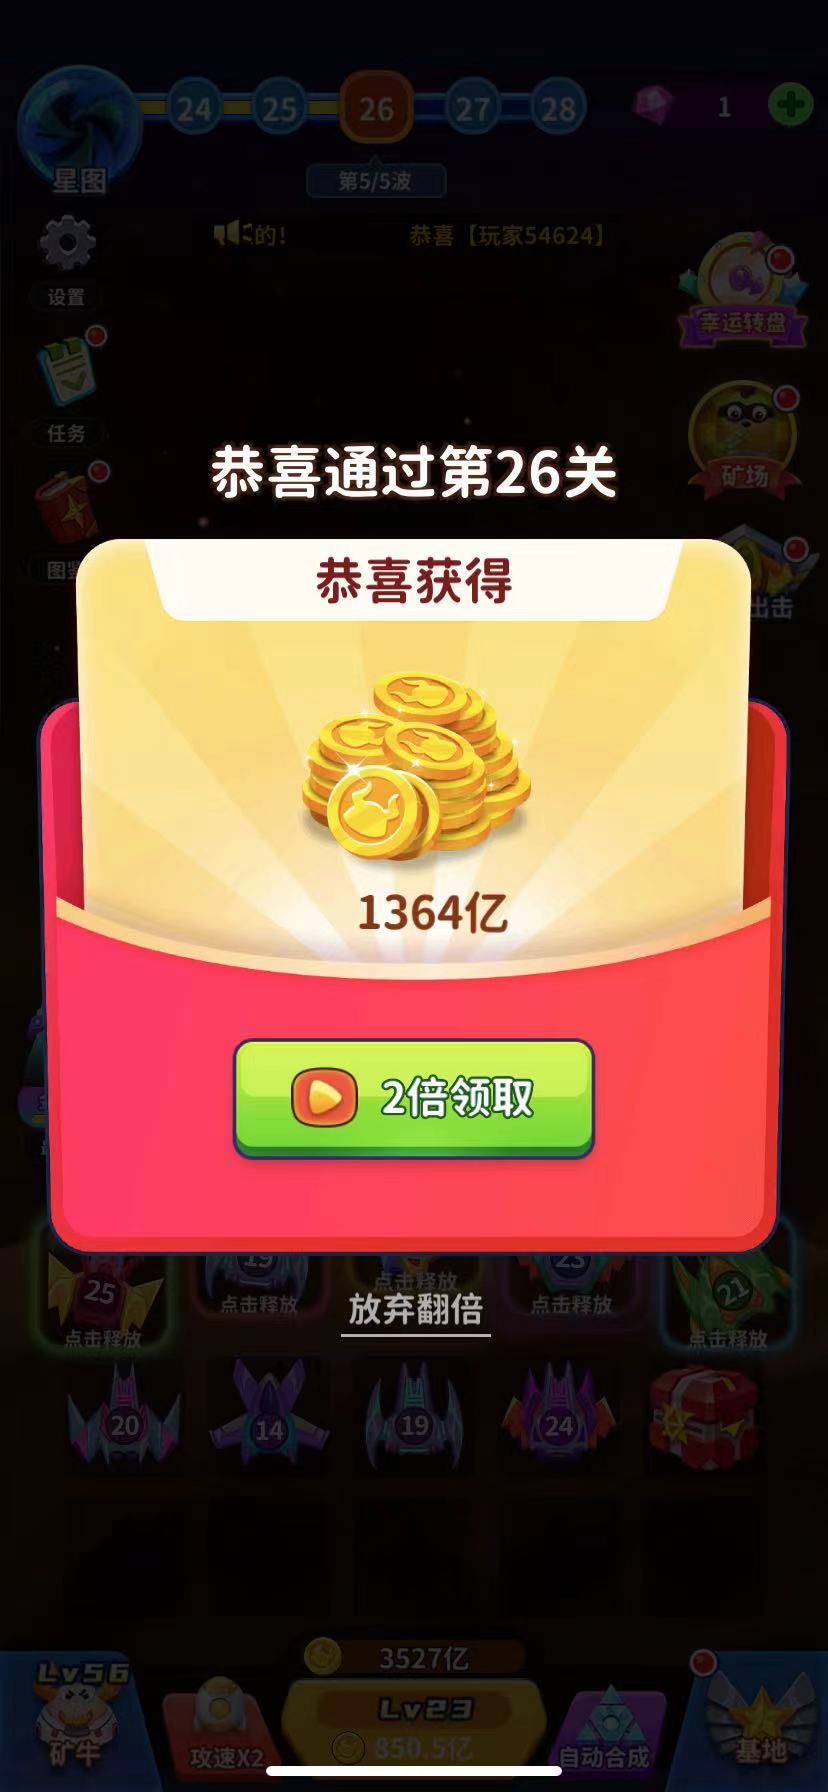 24 25 26 27 28 1
星图
第5/5波
的! 恭喜【玩家54624】
设置
幸运转盘
任务
矿场
恭喜通过第26关
图鉴
恭喜获得
出击
1364亿
2倍领取
25 19 23 21
点击释放 点击释放 点击释放 点击释放 点击释放
放弃翻倍
20 14 19 24
3527亿
Lv56
Lv23
矿牛 攻速X2 850.5亿 自动合成 基地